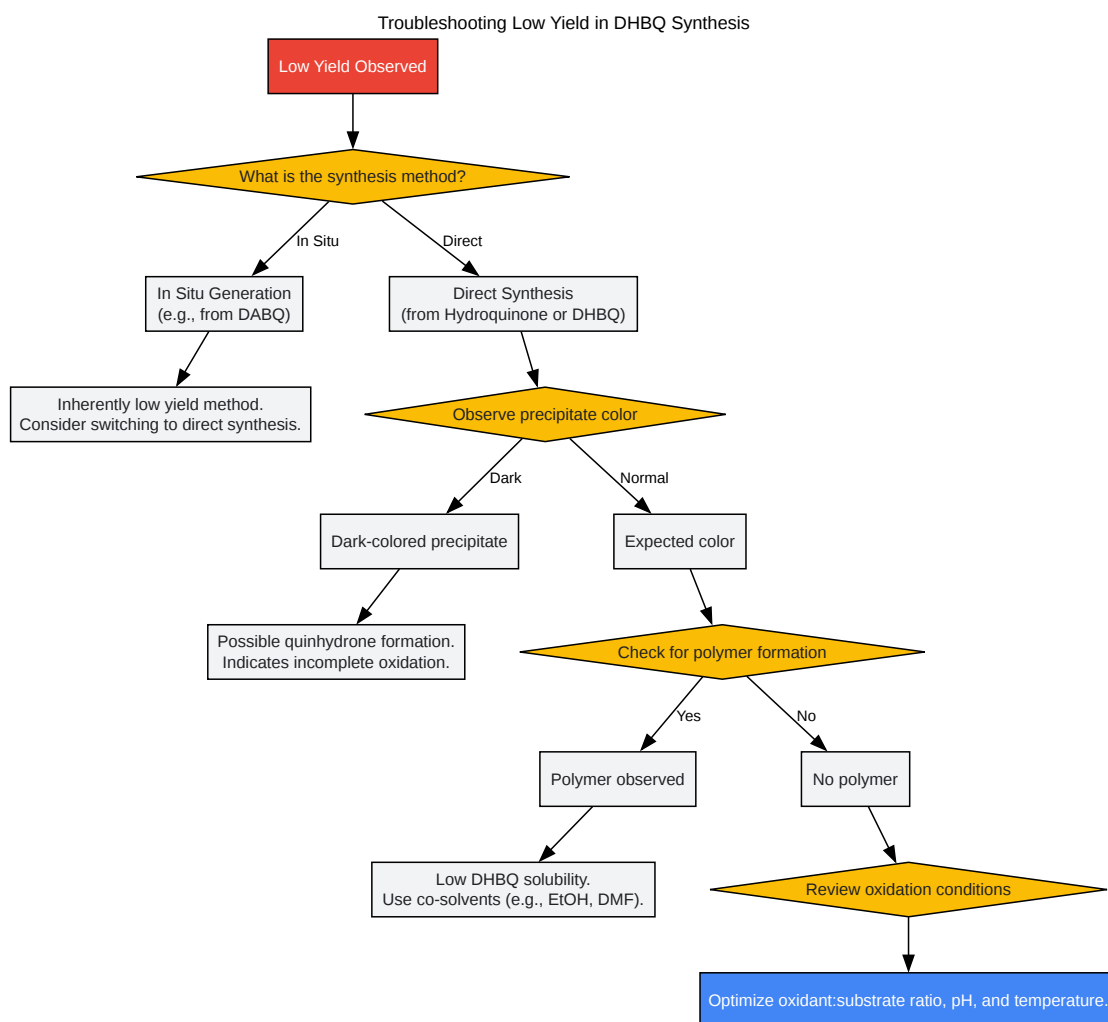 Troubleshooting Low Yield in DHBQ Synthesis
Low Yield Observed
What is the synthesis method?
In Situ
Direct
In Situ Generation
(e.g., from DABQ)
Direct Synthesis
(from Hydroquinone or DHBQ)
Inherently low yield method.
Consider switching to direct synthesis.
Observe precipitate color
Dark
Normal
Dark-colored precipitate
Expected color
Possible quinhydrone formation.
Indicates incomplete oxidation.
Check for polymer formation
Yes
No
Polymer observed
No polymer
Low DHBQ solubility.
Use co-solvents (e.g., EtOH, DMF).
Review oxidation conditions
Optimize oxidant:substrate ratio, pH, and temperature.